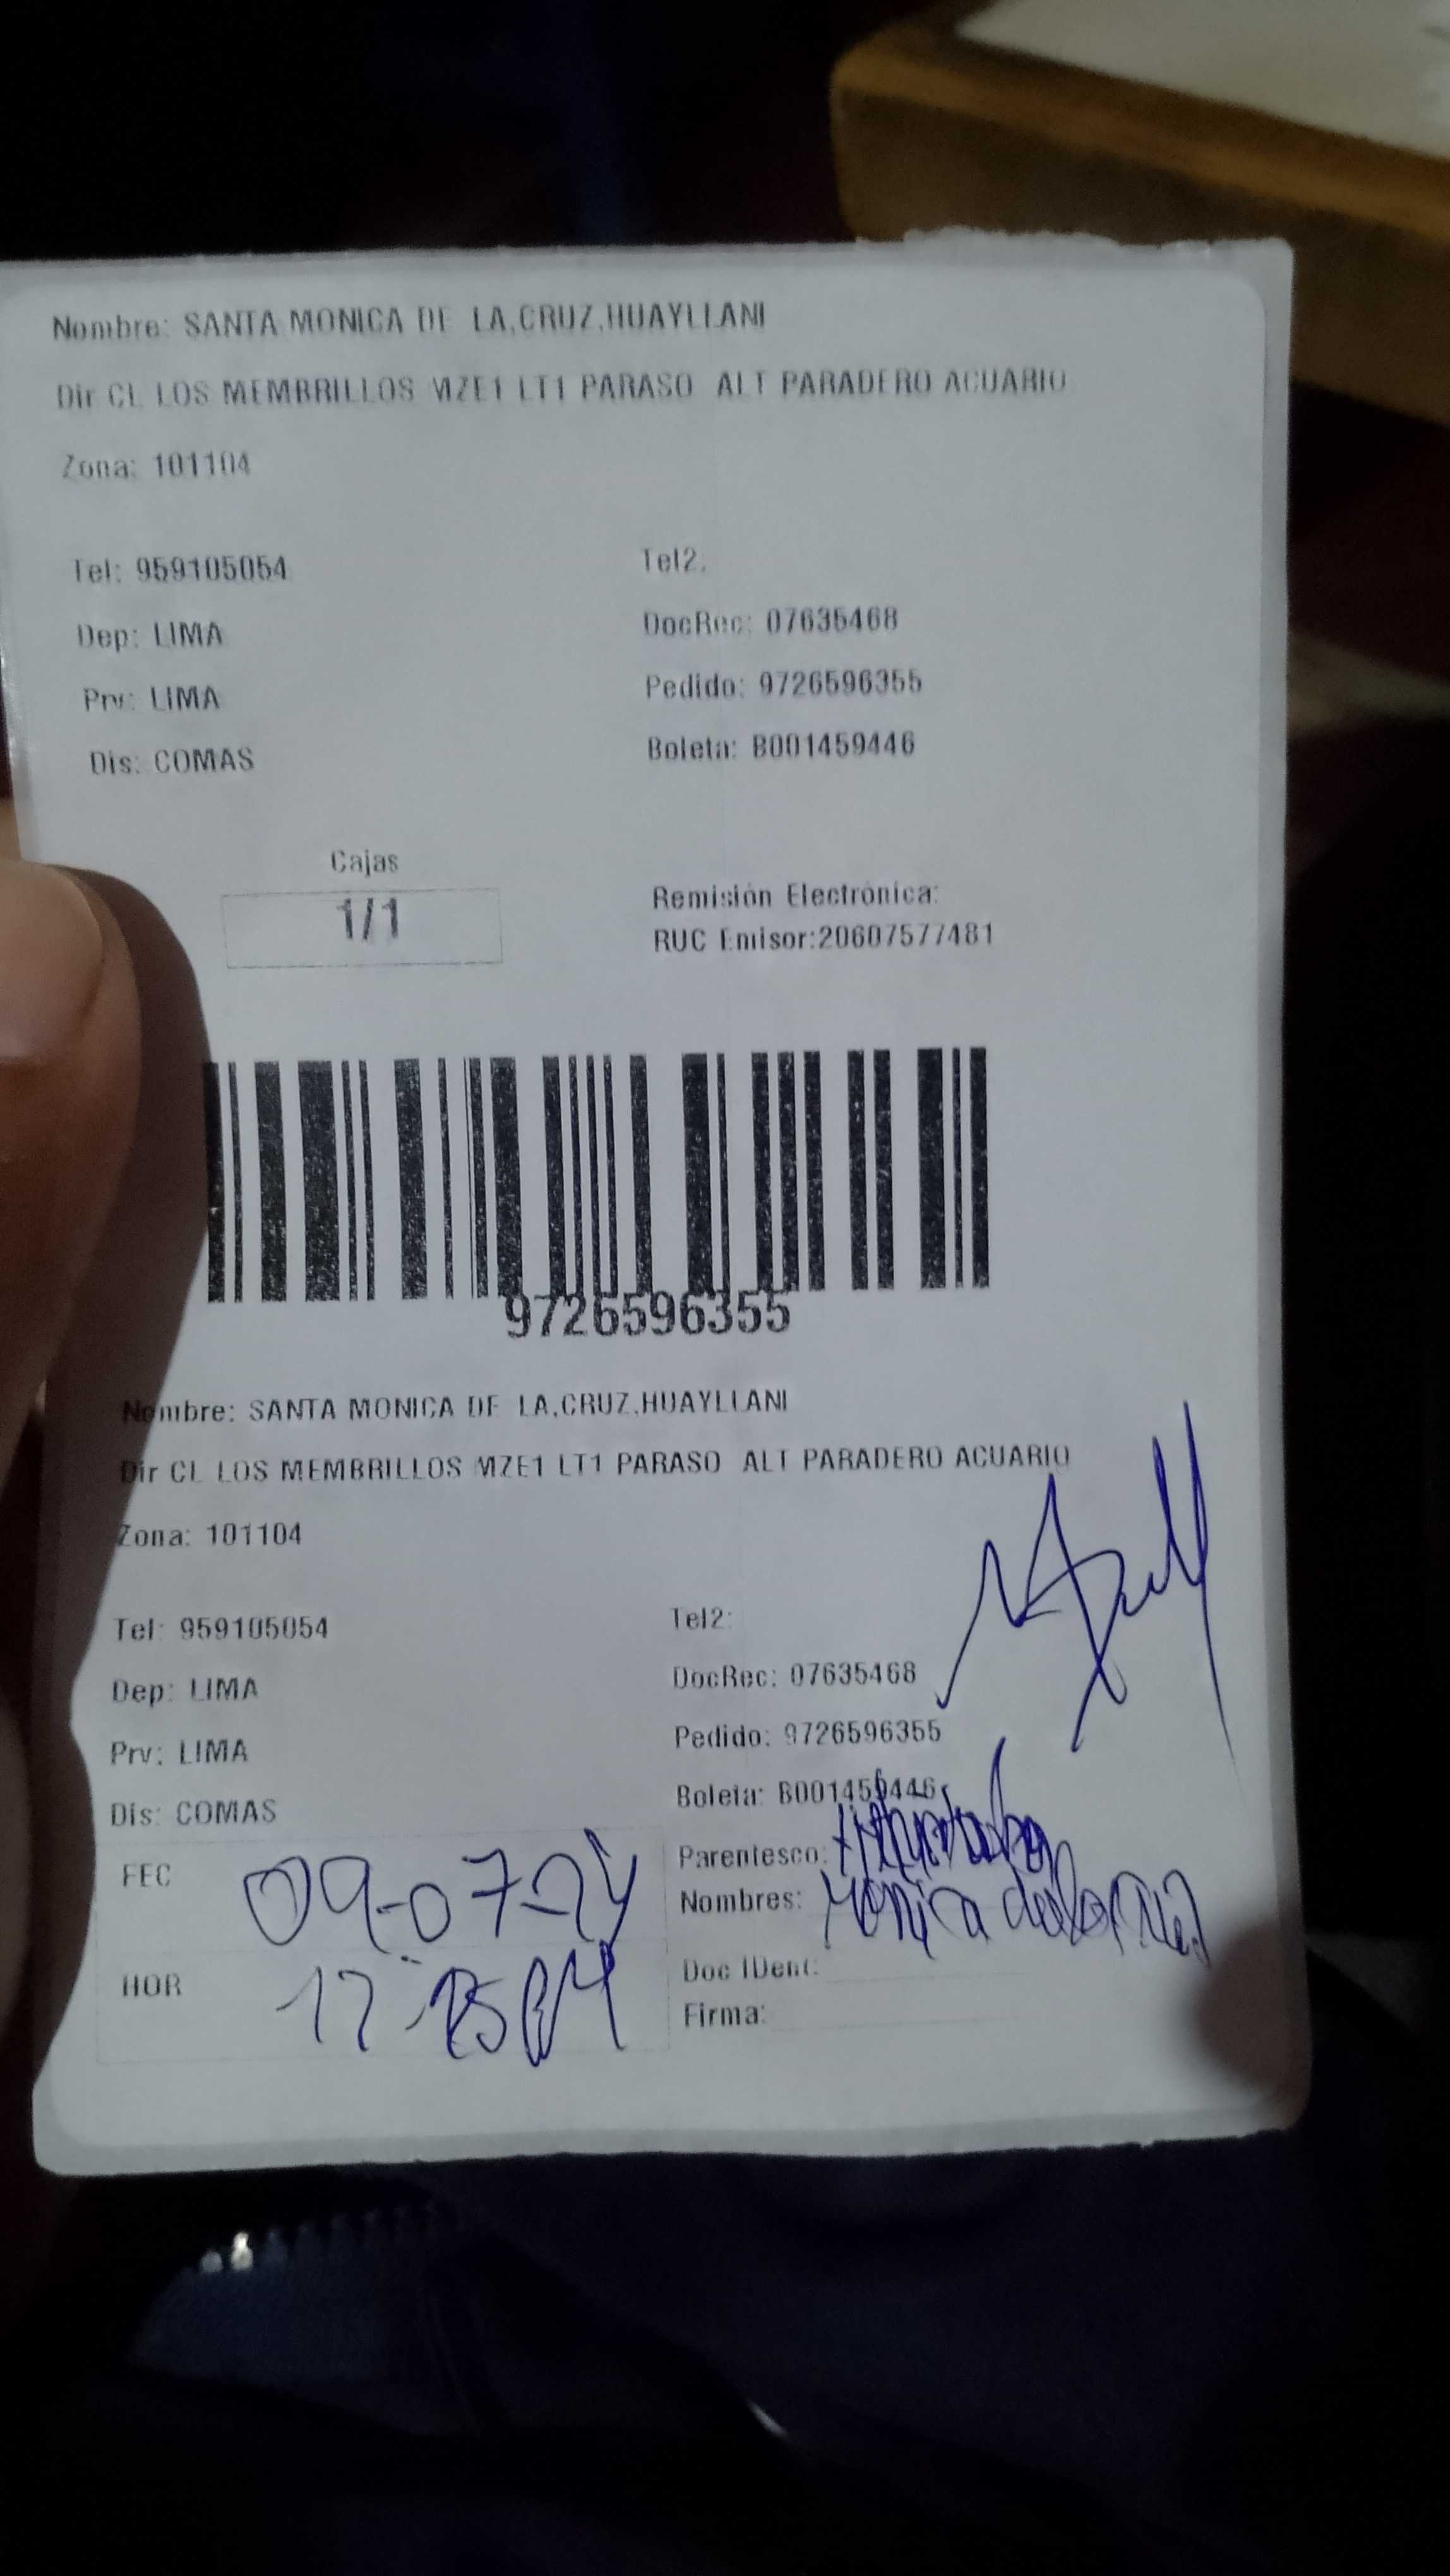 Nombre: SANTA MONICA DE LA,CRUZ,HUAYLLANI
Dir CL LOS MEMBRILLOS MZE1 LT1 PARASO ALT PARADERO ACUARIO
Zona: 101104
Tel: 959105054 Tel2:
Dep: LIMA DocRec: 07635468
Prv: LIMA Pedido: 9726596355
Dis: COMAS Boleta: B001459446
Cajas
1/1
Remisión Electrónica:
RUC Emisor:20607577481
9726596355
Nombre: SANTA MONICA DE LA,CRUZ,HUAYLLANI
Dir CL LOS MEMBRILLOS MZE1 LT1 PARASO ALT PARADERO ACUARIO
Zona: 101104
Tel: 959105054 Tel2:
Dep: LIMA DocRec: 07635468
Prv: LIMA Pedido: 9726596355
Dis: COMAS Boleta: B001459446
FEC 09-07-24 Parentesco:
Nombres: Monica de la Cruz
HOR Doc IDent:
Firma: